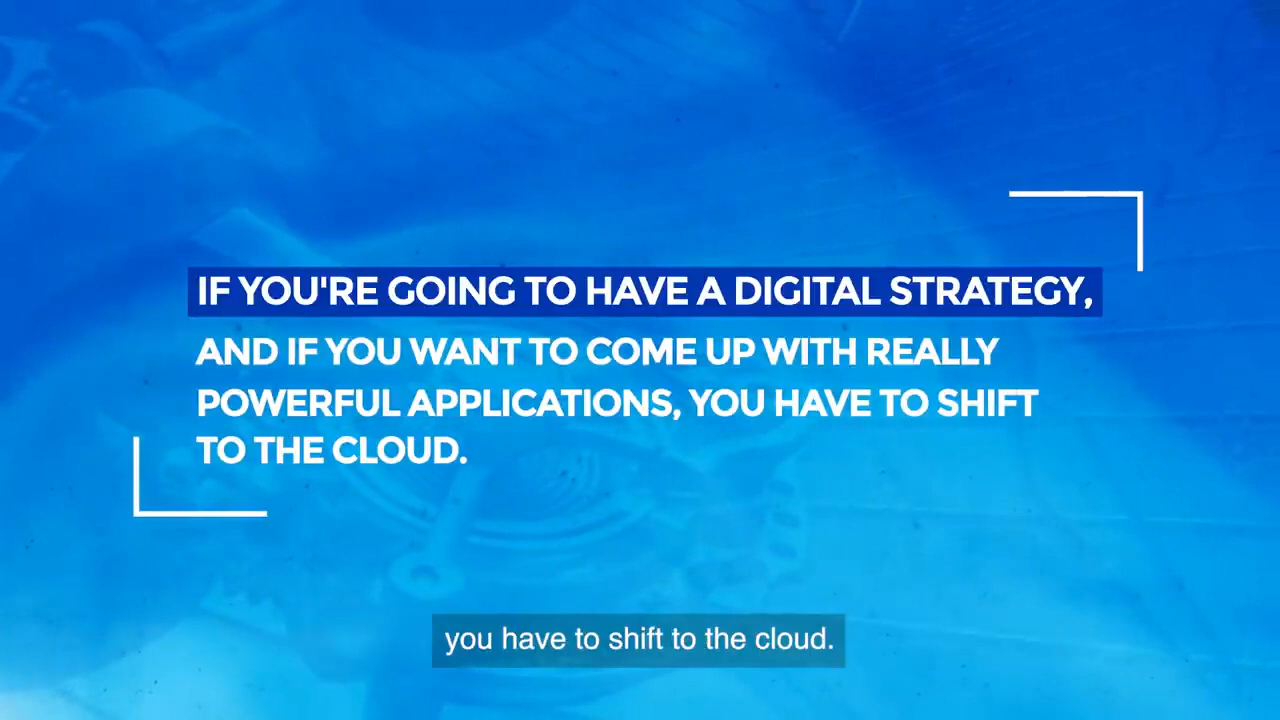 IF YOU'RE GOING TO HAVE A DIGITAL STRATEGY,
AND IF YOU WANT TO COME UP WITH REALLY
POWERFUL APPLICATIONS, YOU HAVE TO SHIFT
TO THE CLOUD.
you have to shift to the cloud.